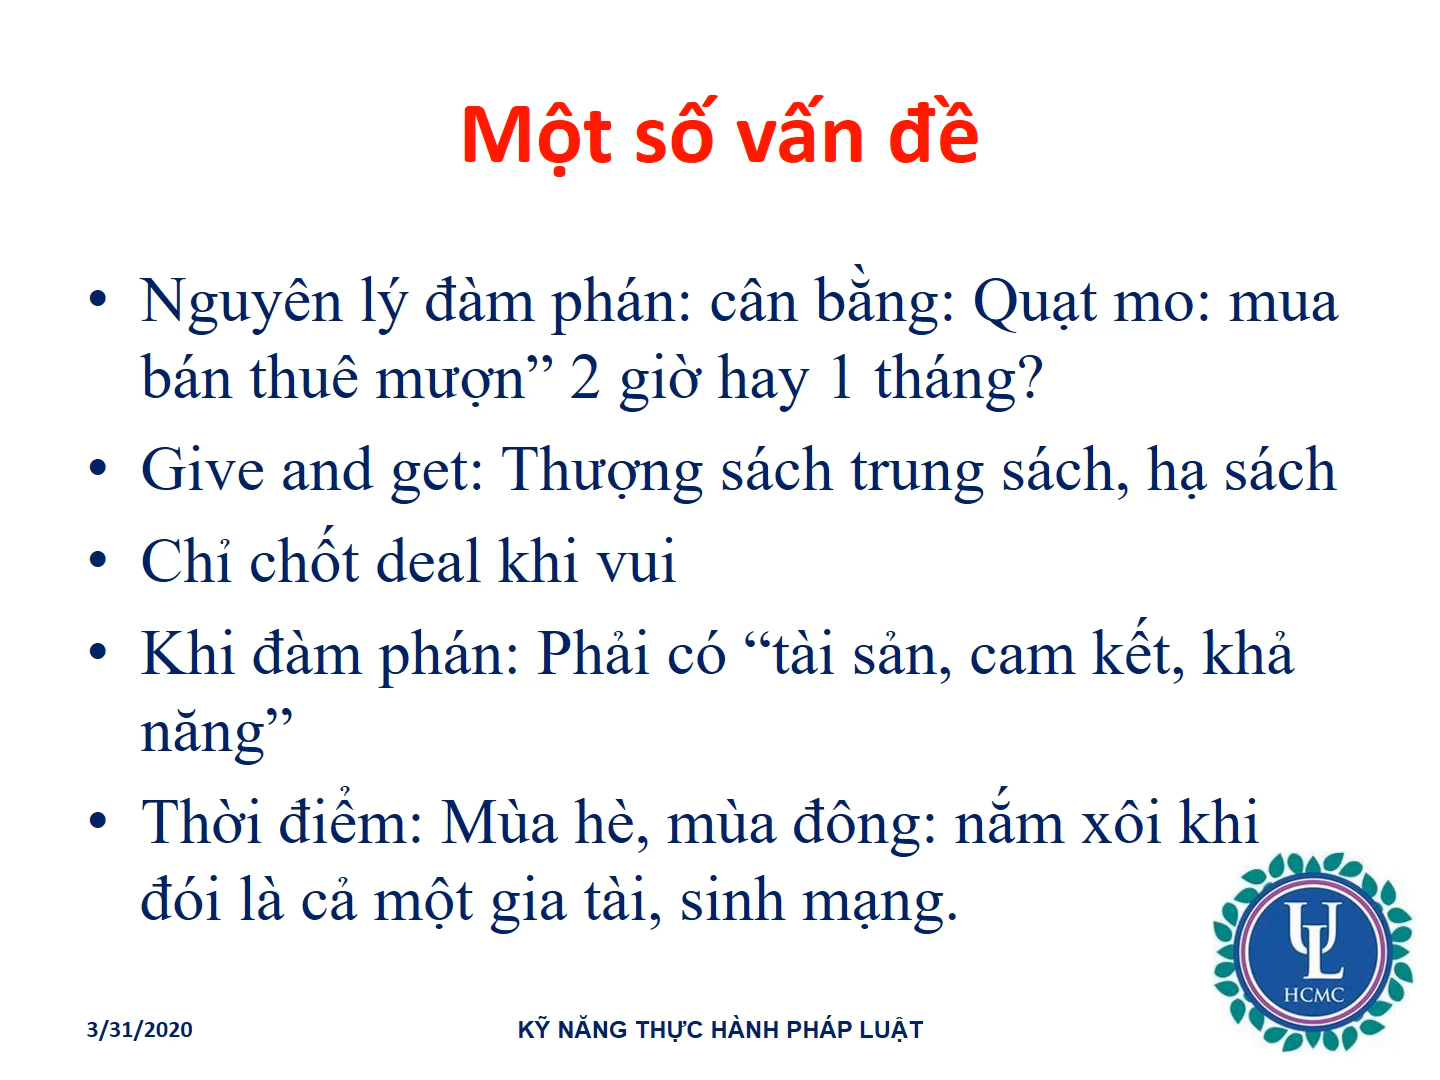 Một số vấn đề
• Nguyên lý đàm phán: cân bằng: Quạt mo: mua
bán thuê mượn” 2 giờ hay 1 tháng?
• Give and get: Thượng sách trung sách, hạ sách
• Chỉ chốt deal khi vui
• Khi đàm phán: Phải có “tài sản, cam kết, khả
năng”
• Thời điểm: Mùa hè, mùa đông: nắm xôi khi
đói là cả một gia tài, sinh mạng.
UL
HCMC
3/31/2020
KỸ NĂNG THỰC HÀNH PHÁP LUẬT